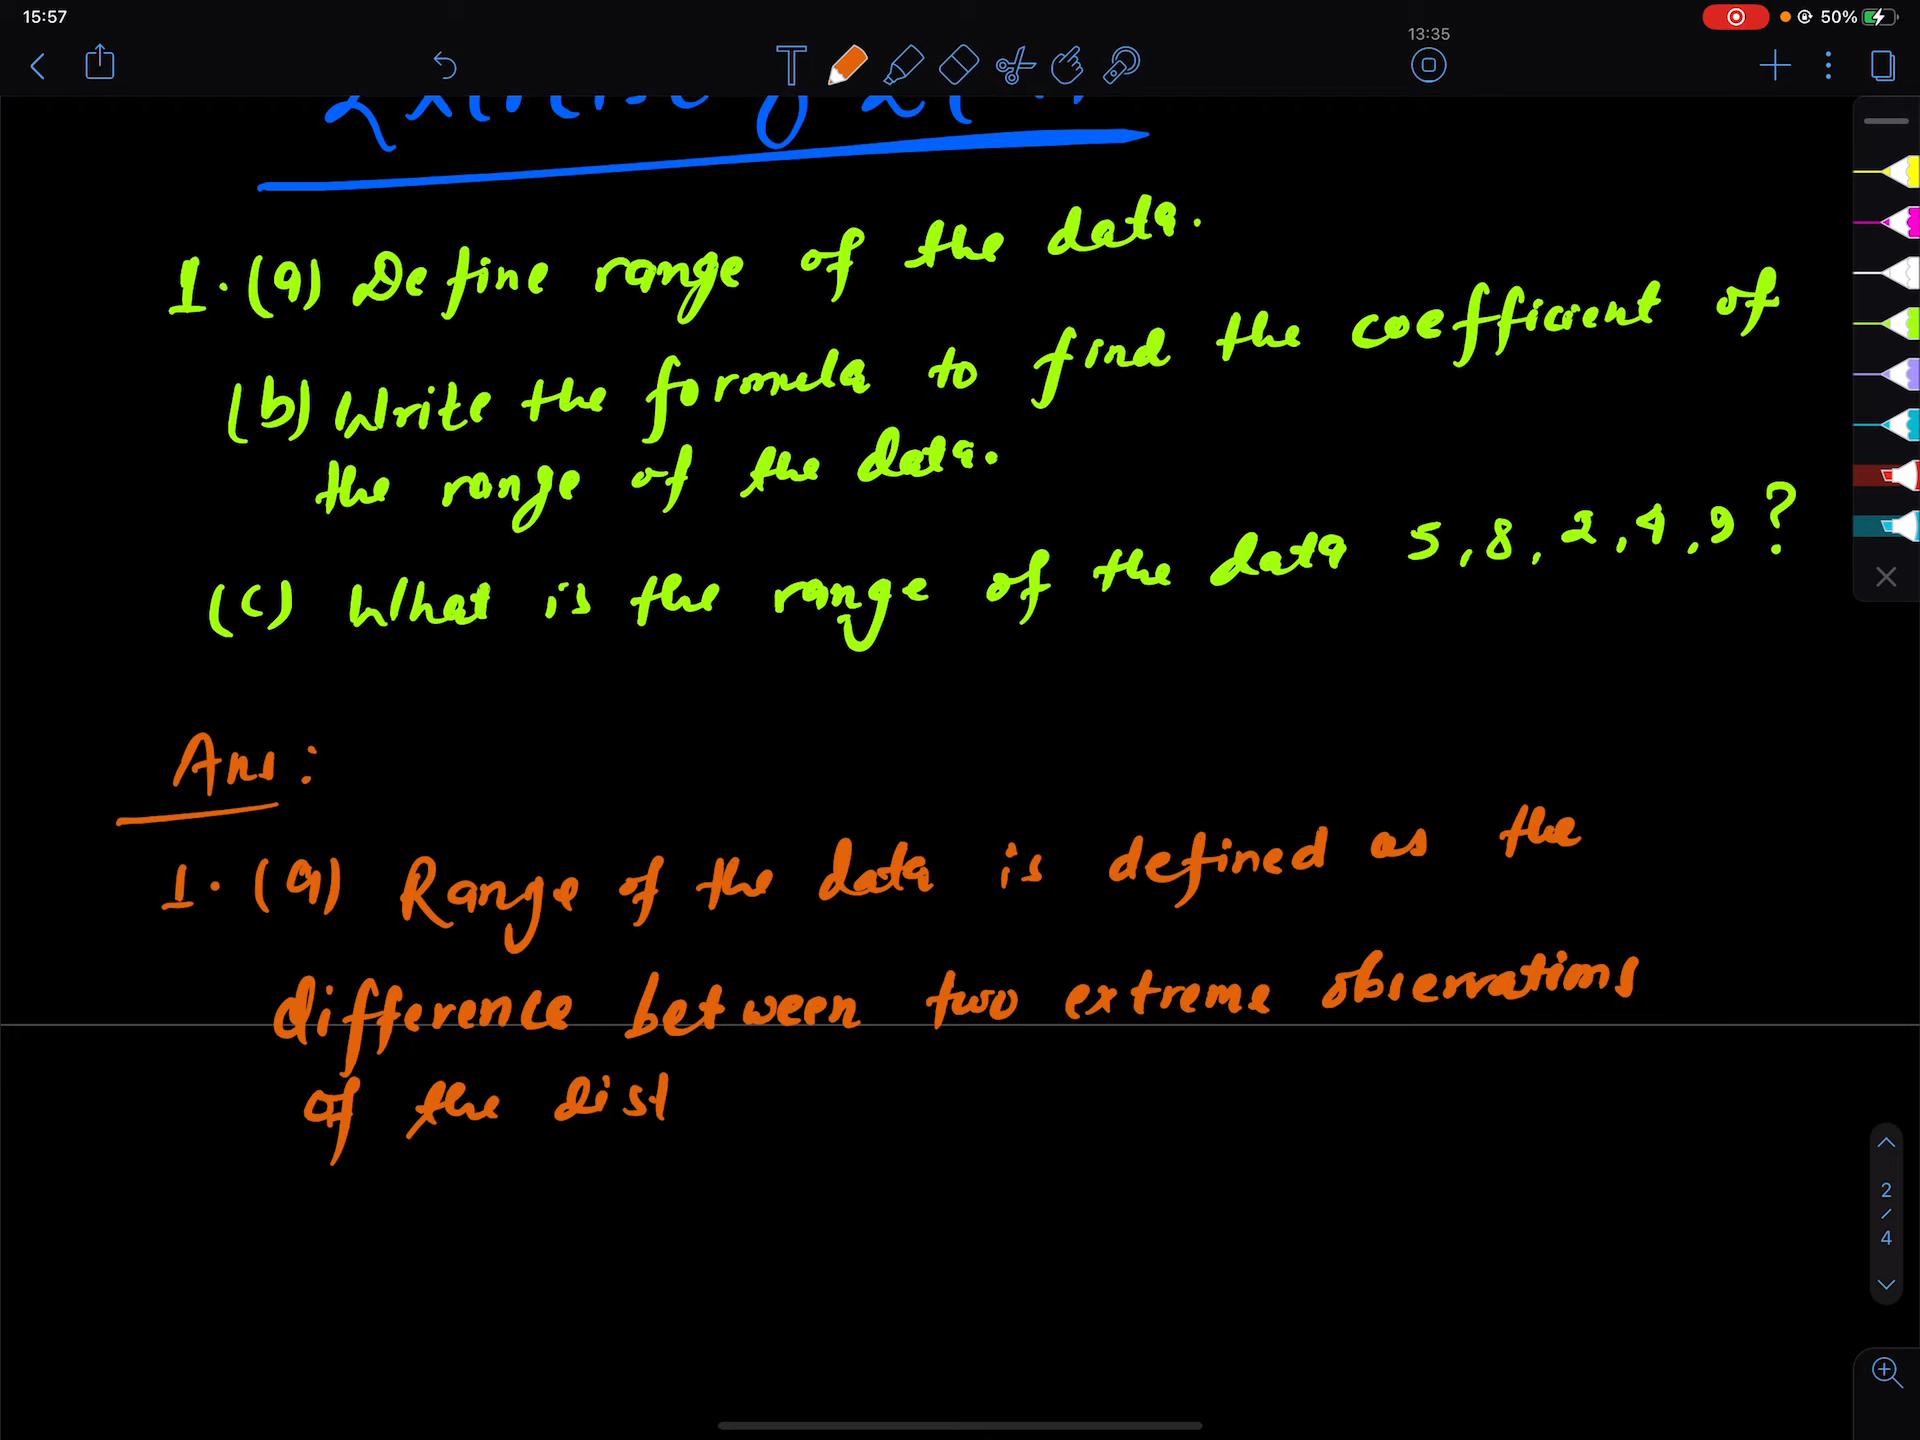 15:57
50%
13:35
1. (a) Define range of the data.
(b) Write the formula to find the coefficient of
the range of the data.
(c) What is the range of the data 5, 8, 2, 4, 9 ?
Ans :
1. (a) Range of the data is defined as the
difference between two extreme observations
of the dist
2
/
4